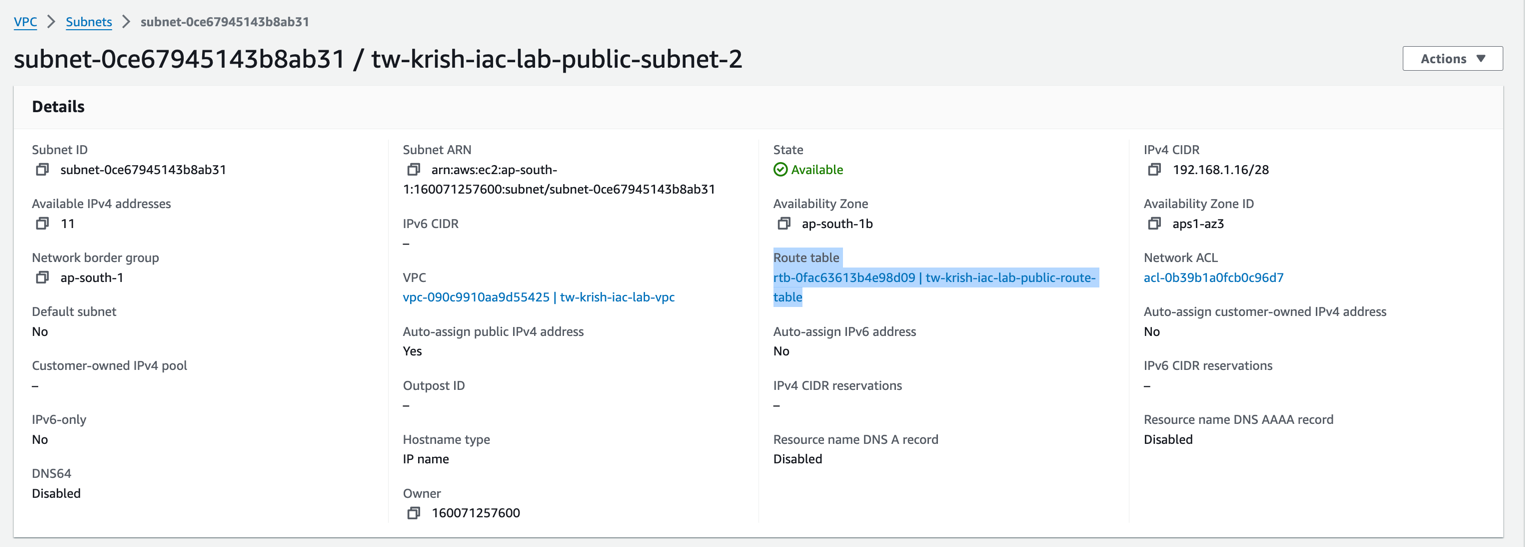 VPC > Subnets > subnet-0ce67945143b8ab31
subnet-0ce67945143b8ab31 / tw-krish-iac-lab-public-subnet-2
Actions ▼
Details
Subnet ID
subnet-0ce67945143b8ab31
Available IPv4 addresses
11
Network border group
ap-south-1
Default subnet
No
Customer-owned IPv4 pool
–
IPv6-only
No
DNS64
Disabled
Subnet ARN
arn:aws:ec2:ap-south-
1:160071257600:subnet/subnet-0ce67945143b8ab31
IPv6 CIDR
–
VPC
vpc-090c9910aa9d55425 | tw-krish-iac-lab-vpc
Auto-assign public IPv4 address
Yes
Outpost ID
–
Hostname type
IP name
Owner
160071257600
State
Available
Availability Zone
ap-south-1b
Route table
rtb-0fac63613b4e98d09 | tw-krish-iac-lab-public-route-
table
Auto-assign IPv6 address
No
IPv4 CIDR reservations
–
Resource name DNS A record
Disabled
IPv4 CIDR
192.168.1.16/28
Availability Zone ID
aps1-az3
Network ACL
acl-0b39b1a0fcb0c96d7
Auto-assign customer-owned IPv4 address
No
IPv6 CIDR reservations
–
Resource name DNS AAAA record
Disabled